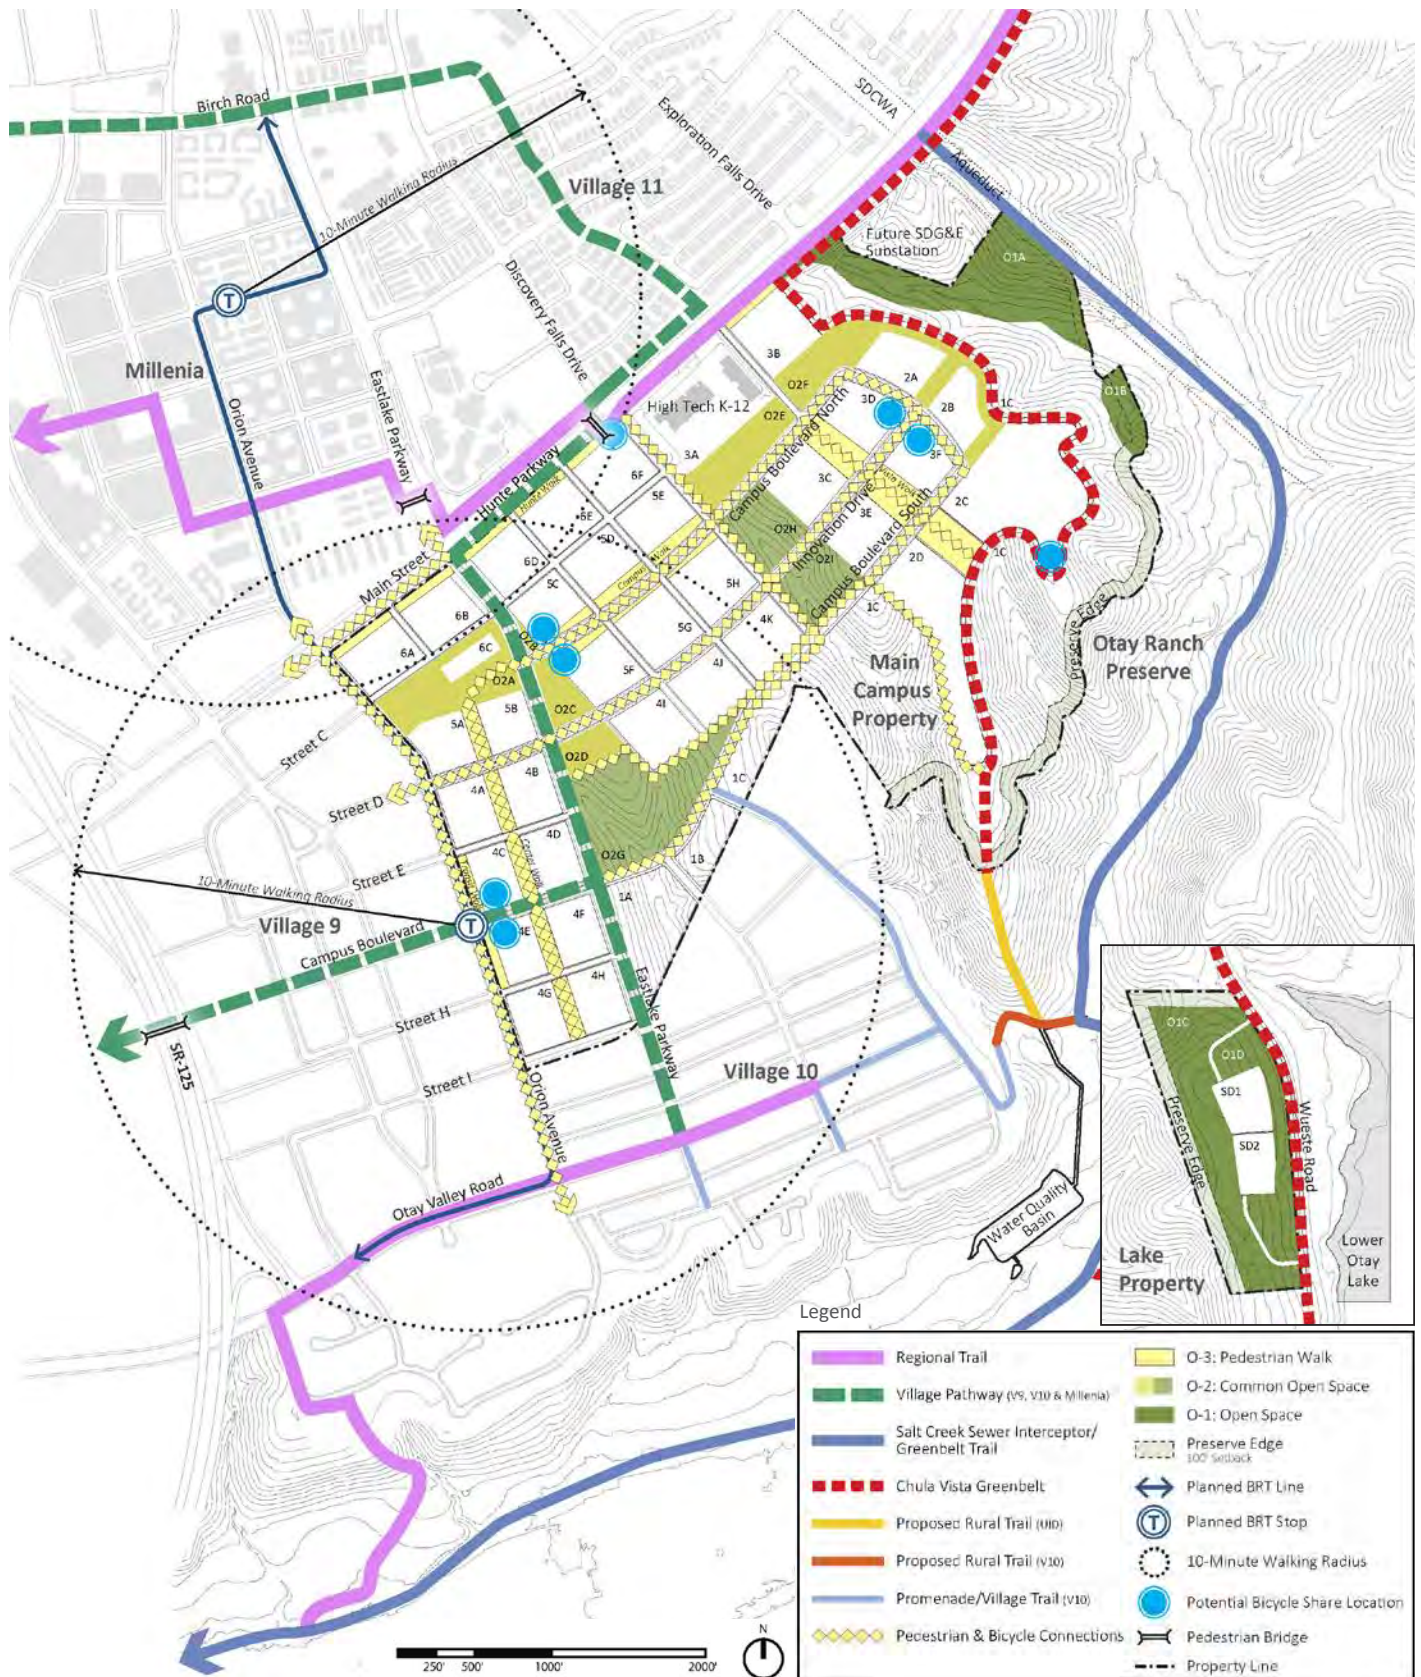 Birch Road
10-Minute Walking Radius
Village 11
Exploration Falls Drive
SDCWA
Aqueduct
Future SDG&E
Substation
O1A
O1B
Discovery Falls Drive
Millenia
T
Orion Avenue
Eastlake Parkway
High Tech K-12
Hunte Parkway
Hunte Walk
Main Street
3B
O2F
O2E
3A
3D
2A
2B
1C
3F
3C
3E
2C
2D
1C
1C
Campus Boulevard North
Innovation Drive
Campus Boulevard South
O2H
O2I
6F
5E
6E
5D
6D
5C
Campus Walk
5H
4K
5G
4J
5F
4I
6B
6A
6C
O2B
O2A
O2C
O2D
5A
5B
4B
4A
4D
4C
Center Walk
O2G
1A
1B
1C
4F
4E
4H
4G
Main
Campus
Property
Preserve Edge
Otay Ranch
Preserve
Street C
Street D
Street E
10-Minute Walking Radius
Village 9
Campus Boulevard
T
Street H
Street I
SR-125
Orion Avenue
Eastlake Parkway
Village 10
Otay Valley Road
Water Quality
Basin
O1C
O1D
SD1
SD2
Preserve Edge
Wueste Road
Lake
Property
Lower
Otay
Lake
Legend
Regional Trail
Village Pathway (V9, V10 & Millenia)
Salt Creek Sewer Interceptor/
Greenbelt Trail
Chula Vista Greenbelt
Proposed Rural Trail (UID)
Proposed Rural Trail (V10)
Promenade/Village Trail (V10)
Pedestrian & Bicycle Connections
O-3: Pedestrian Walk
O-2: Common Open Space
O-1: Open Space
Preserve Edge
100' Setback
Planned BRT Line
T
Planned BRT Stop
10-Minute Walking Radius
Potential Bicycle Share Location
Pedestrian Bridge
Property Line
N
250' 500' 1000' 2000'